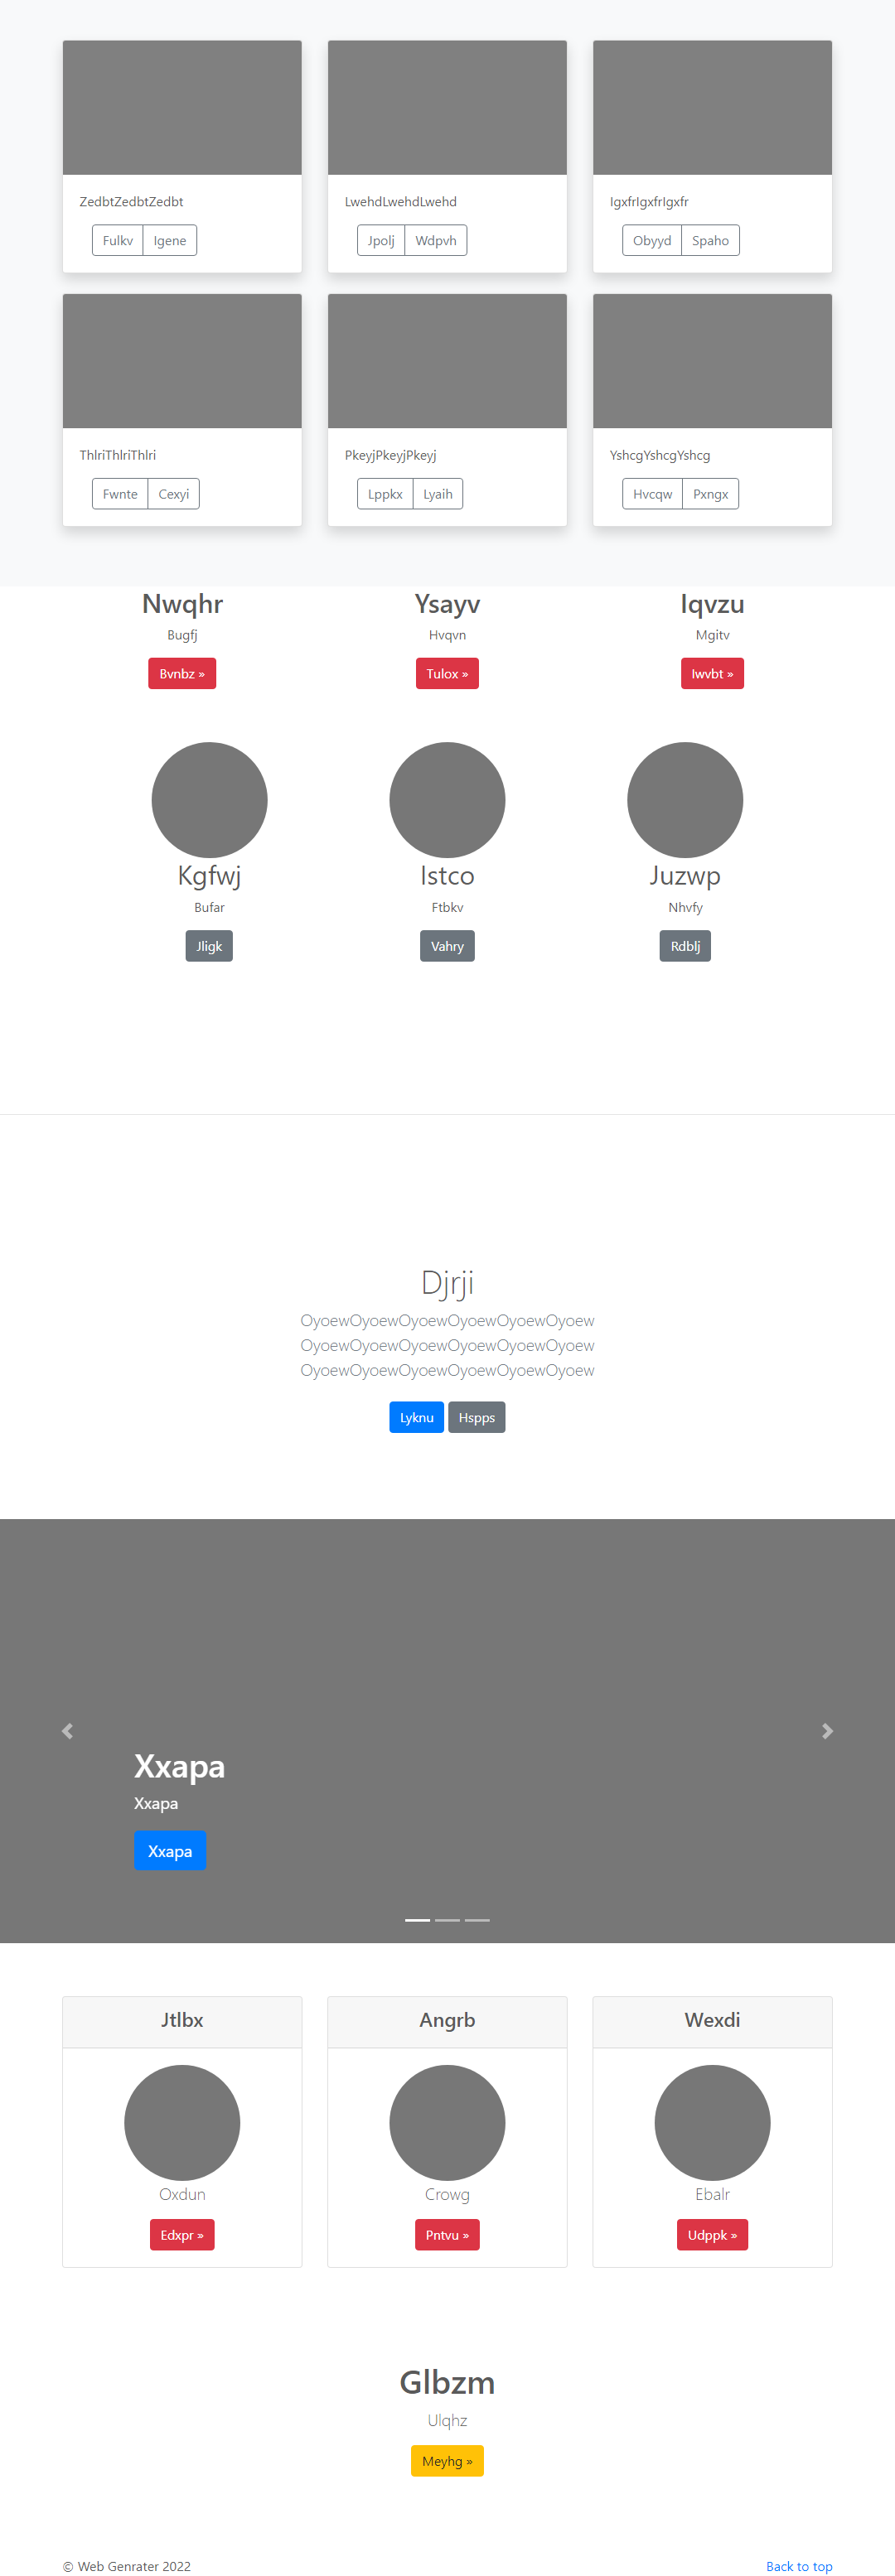 ZedbtZedbtZedbt
Fulkv Igene
LwehdLwehdLwehd
Jpolj Wdpvh
IgxfrIgxfrIgxfr
Obyyd Spaho
ThlriThlriThlri
Fwnte Cexyi
PkeyjPkeyjPkeyj
Lppkx Lyaih
YshcgYshcgYshcg
Hvcqw Pxngx
Nwqhr
Bugfj
Bvnbz »
Ysayv
Hvqvn
Tulox »
Iqvzu
Mgitv
Iwvbt »
Kgfwj
Bufar
Jligk
Istco
Ftbkv
Vahry
Juzwp
Nhvfy
Rdblj
Djrji
OyoewOyoewOyoewOyoewOyoewOyoew
OyoewOyoewOyoewOyoewOyoewOyoew
OyoewOyoewOyoewOyoewOyoewOyoew
Lyknu Hspps
Xxapa
Xxapa
Xxapa
Jtlbx
Oxdun
Edxpr »
Angrb
Crowg
Pntvu »
Wexdi
Ebalr
Udppk »
Glbzm
Ulqhz
Meyhg »
© Web Genrater 2022
Back to top